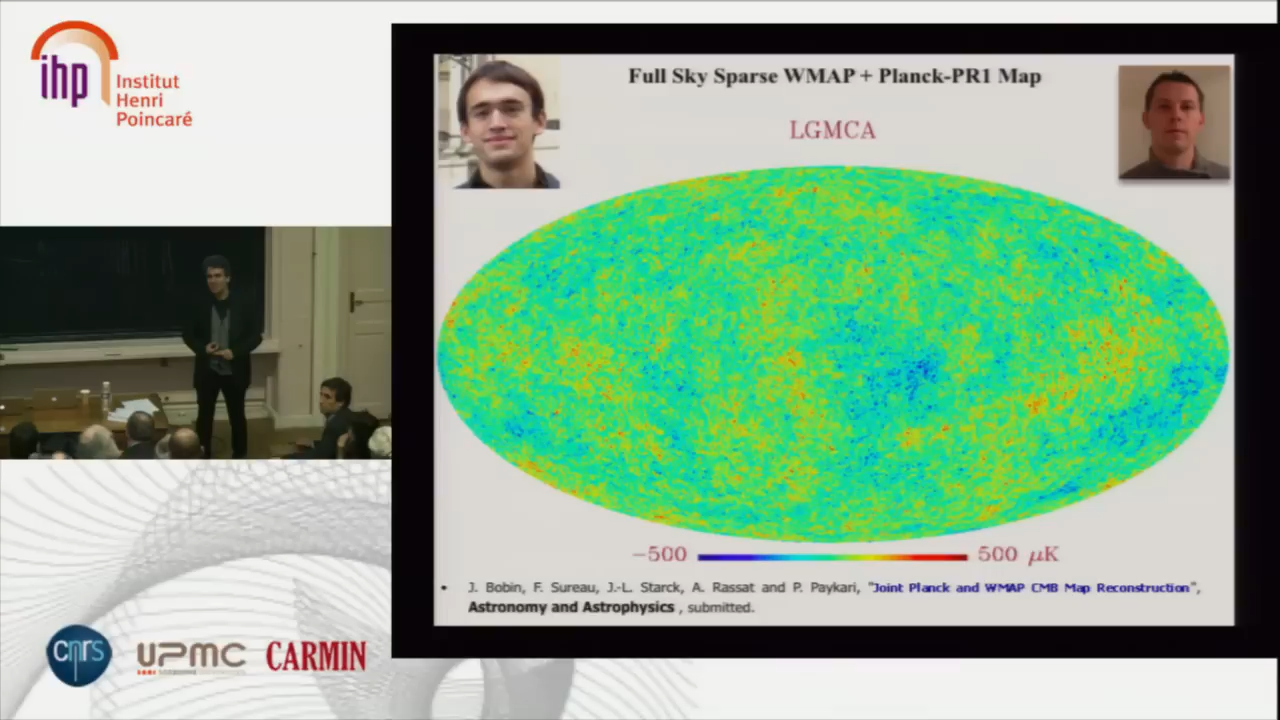 ihp
Institut
Henri
Poincaré
Full Sky Sparse WMAP + Planck-PR1 Map
LGMCA
−500
500 μK
• J. Bobin, F. Sureau, J.-L. Starck, A. Rassat and P. Paykari, "Joint Planck and WMAP CMB Map Reconstruction",
Astronomy and Astrophysics , submitted.
cnrs
UPMC
CARMIN